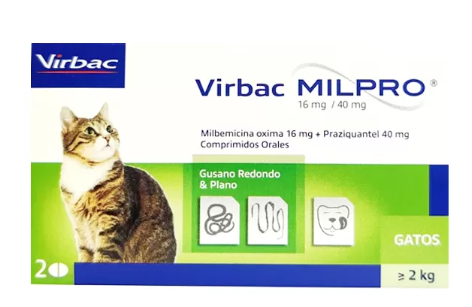 Virbac
Virbac MILPRO®
16 mg / 40 mg
Milbemicina oxima 16 mg + Praziquantel 40 mg
Comprimidos Orales
Gusano Redondo
& Plano
GATOS
2
≥ 2 kg